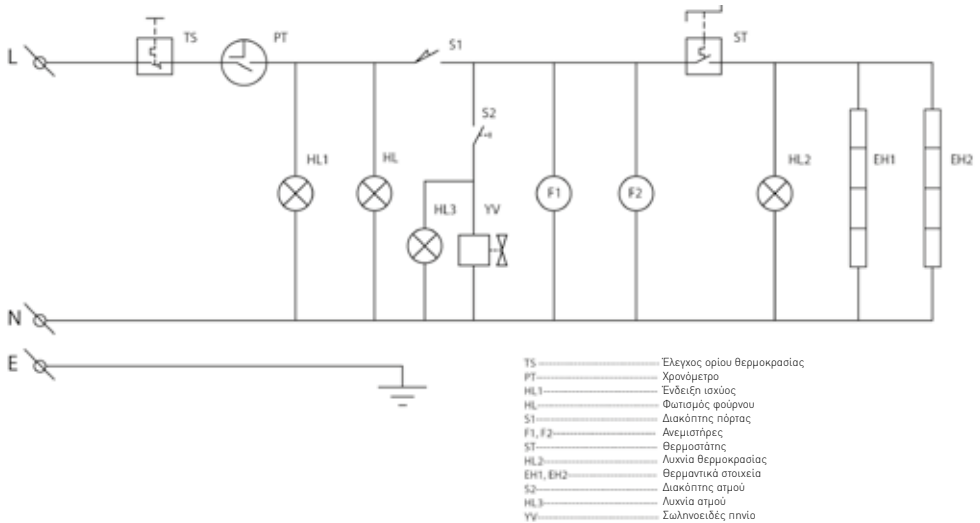 TS
PT
S1
ST
L
S2
HL1
HL
HL2
EH1
EH2
F1
F2
HL3
YV
N
E
TS Έλεγχος ορίου θερμοκρασίας
PT Χρονόμετρο
HL1 Ένδειξη ισχύος
HL Φωτισμός φούρνου
S1 Διακόπτης πόρτας
F1, F2 Ανεμιστήρες
ST Θερμοστάτης
HL2 Λυχνία θερμοκρασίας
EH1, EH2 Θερμαντικά στοιχεία
S2 Διακόπτης ατμού
HL3 Λυχνία ατμού
YV Σωληνοειδές πηνίο